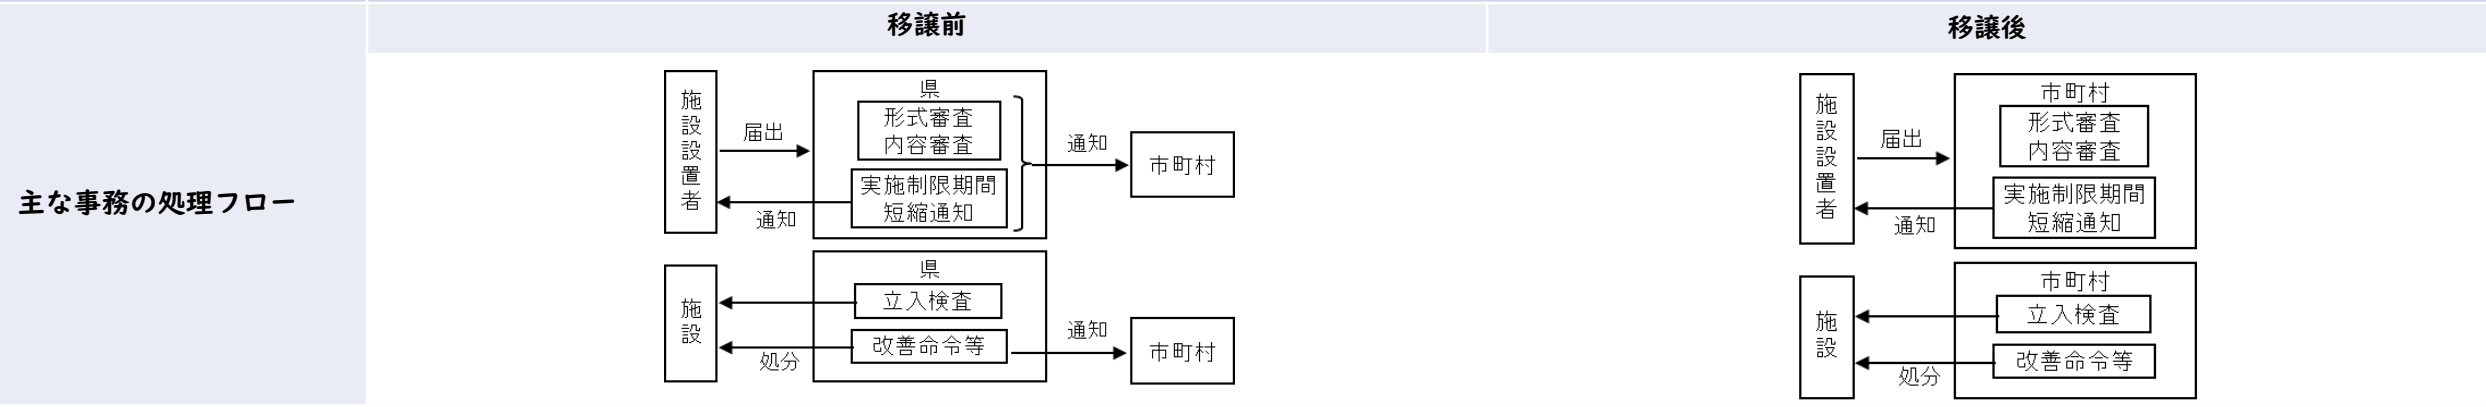 移譲前
移譲後
主な事務の処理フロー
施設設置者
届出
通知
県
形式審査
内容審査
実施制限期間
短縮通知
通知
市町村
施設
処分
県
立入検査
改善命令等
通知
市町村
施設設置者
届出
通知
市町村
形式審査
内容審査
実施制限期間
短縮通知
施設
処分
市町村
立入検査
改善命令等